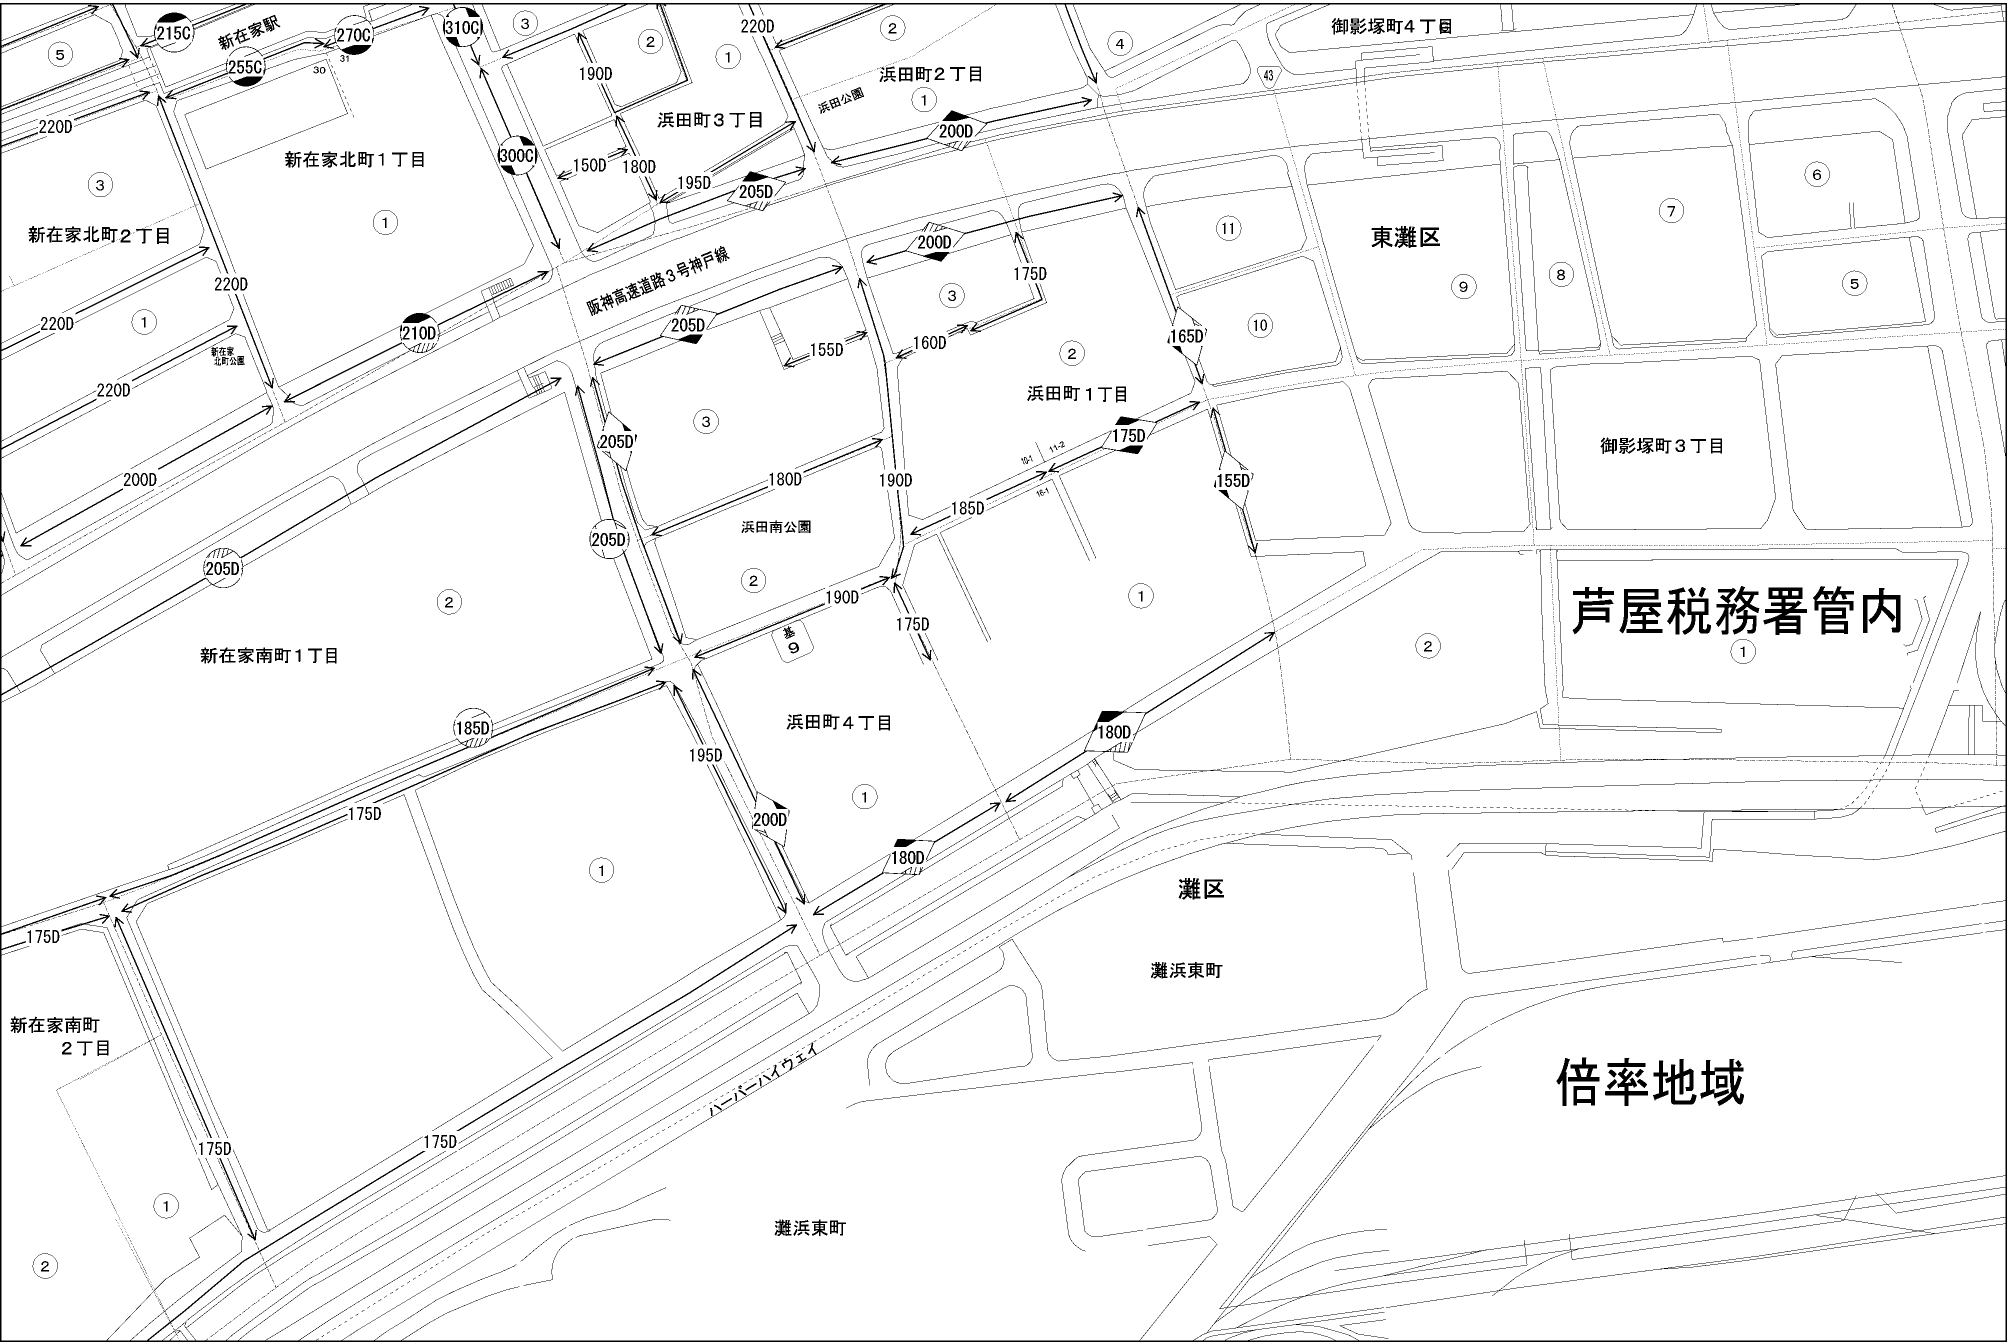 215C
新在家駅
270C
310C
3
220D
2
御影塚町４丁目
5
255C
30
31
190D
2
1
浜田町２丁目
4
43
220D
浜田公園
1
浜田町３丁目
200D
新在家北町１丁目
300C
150D
180D
195D
205D
3
1
6
7
新在家北町２丁目
11
東灘区
200D
阪神高速道路３号神戸線
175D
220D
3
9
8
5
220D
1
210D
205D
155D
160D
10
165D
新在家
北町公園
2
220D
浜田町１丁目
3
205D
175D
御影塚町３丁目
10-1
11-2
16-1
200D
180D
190D
155D
185D
浜田南公園
205D
205D
2
2
190D
175D
1
芦屋税務署管内
基
9
2
1
新在家南町１丁目
185D
浜田町４丁目
180D
195D
175D
1
200D
180D
1
灘区
175D
灘浜東町
新在家南町
２丁目
ハーバーハイウェイ
倍率地域
175D
175D
1
灘浜東町
2